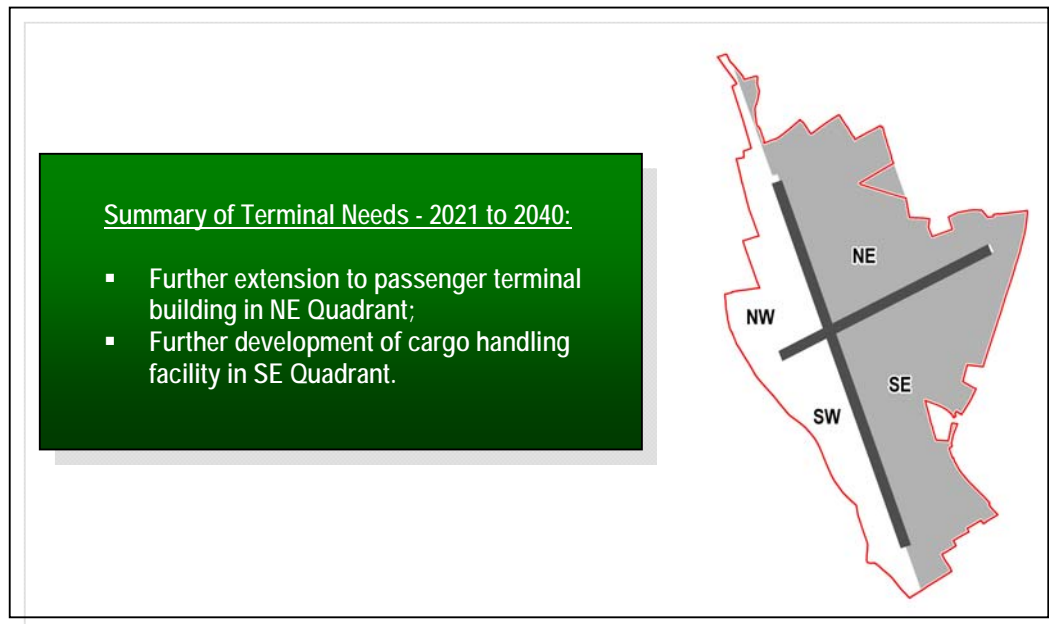 Summary of Terminal Needs - 2021 to 2040:
▪ Further extension to passenger terminal
building in NE Quadrant;
▪ Further development of cargo handling
facility in SE Quadrant.
NE
NW
SE
SW